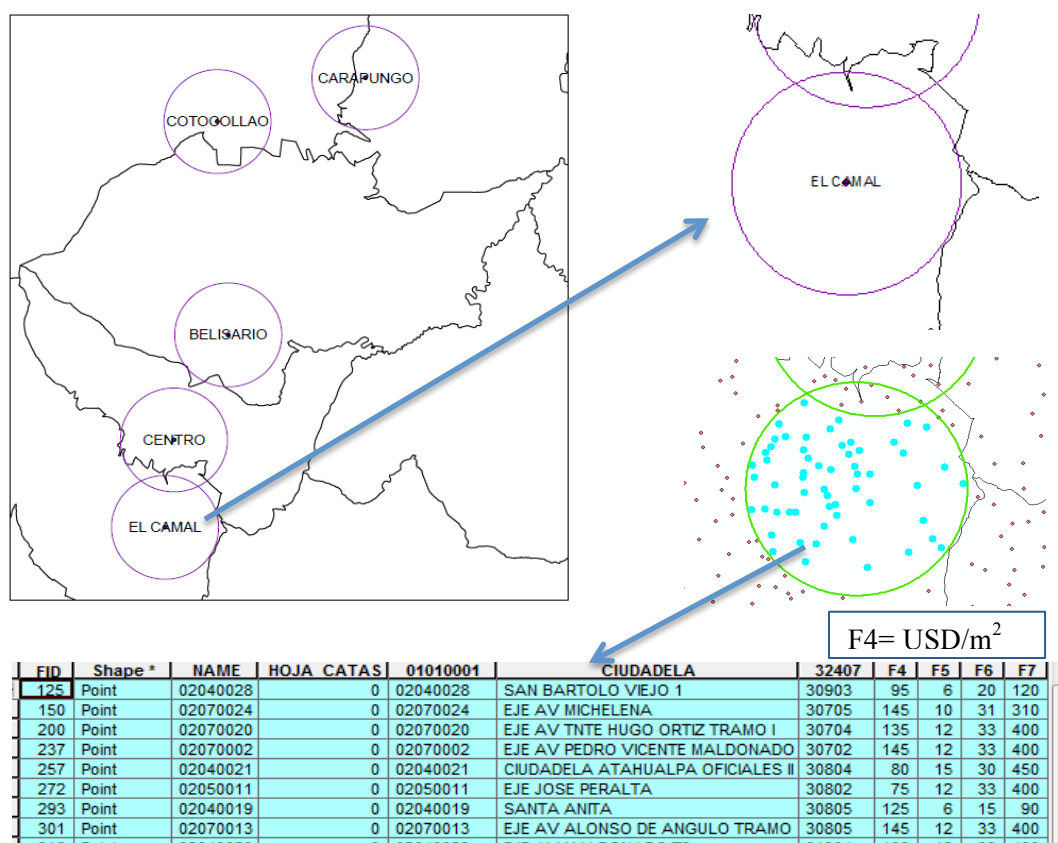 CARAPUNGO
COTOCOLLAO
BELISARIO
CENTRO
EL CAMAL
EL CAMAL
F4= USD/m²
FID Shape * NAME HOJA_CATAS 01010001 CIUDADELA 32407 F4 F5 F6 F7
125 Point 02040028 0 02040028 SAN BARTOLO VIEJO 1 30903 95 6 20 120
150 Point 02070024 0 02070024 EJE AV MICHELENA 30705 145 10 31 310
200 Point 02070020 0 02070020 EJE AV TNTE HUGO ORTIZ TRAMO I 30704 135 12 33 400
237 Point 02070002 0 02070002 EJE AV PEDRO VICENTE MALDONADO 30702 145 12 33 400
257 Point 02040021 0 02040021 CIUDADELA ATAHUALPA OFICIALES II 30804 80 15 30 450
272 Point 02050011 0 02050011 EJE JOSE PERALTA 30802 75 12 33 400
293 Point 02040019 0 02040019 SANTA ANITA 30805 125 6 15 90
301 Point 02070013 0 02070013 EJE AV ALONSO DE ANGULO TRAMO 30805 145 12 33 400